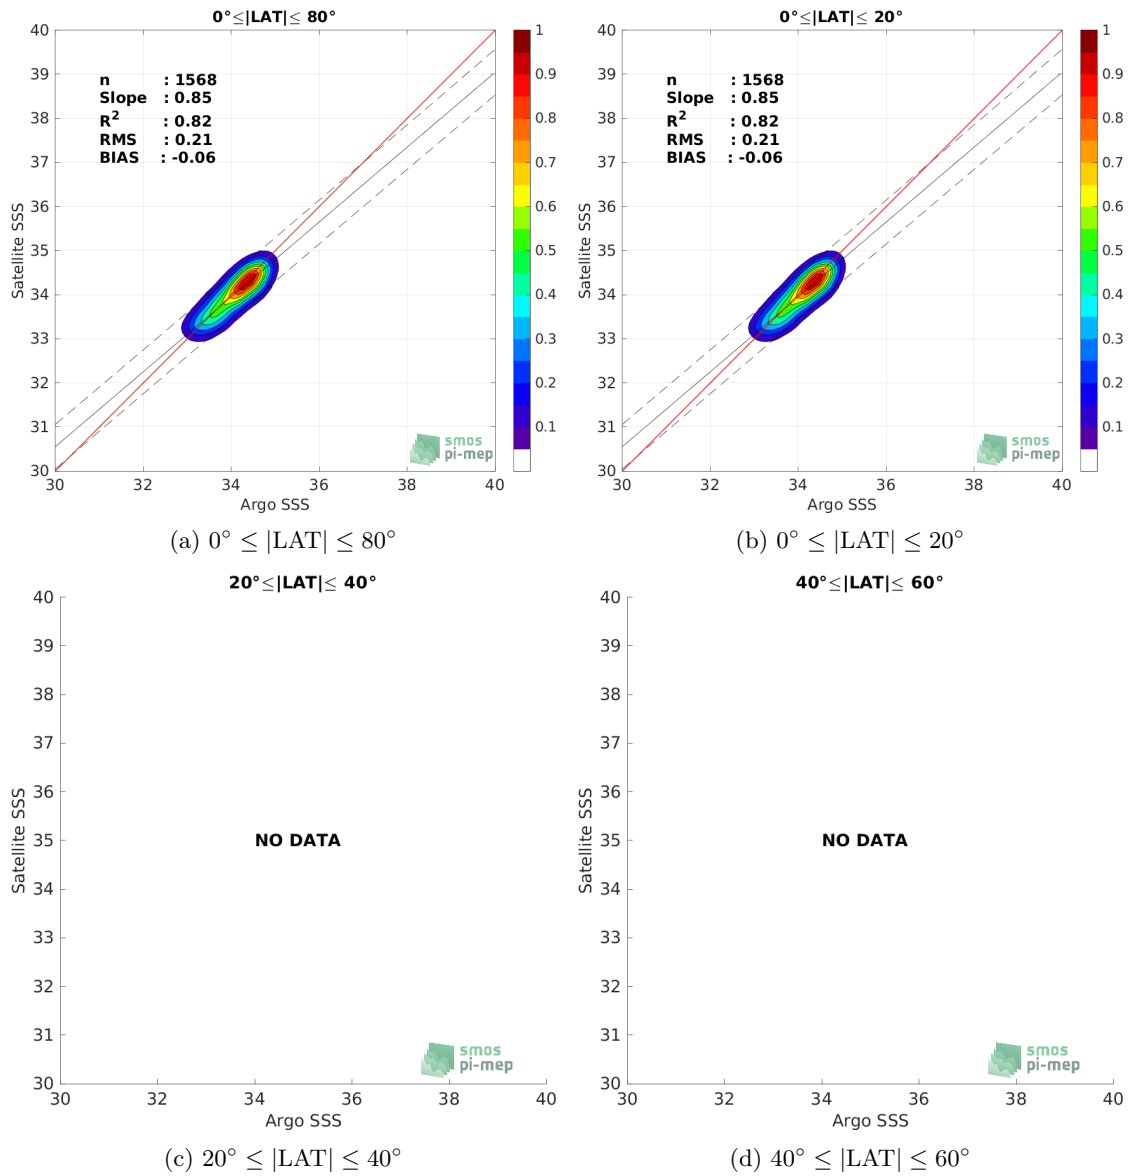 0°≤|LAT|≤ 80°
40
39
38
37
36
35
34
33
32
31
30
Satellite SSS
n : 1568
Slope : 0.85
R² : 0.82
RMS : 0.21
BIAS : -0.06
smos
pi-mep
30 32 34 36 38 40
Argo SSS
1
0.9
0.8
0.7
0.6
0.5
0.4
0.3
0.2
0.1
(a) 0° ≤ |LAT| ≤ 80°
0°≤|LAT|≤ 20°
40
39
38
37
36
35
34
33
32
31
30
Satellite SSS
n : 1568
Slope : 0.85
R² : 0.82
RMS : 0.21
BIAS : -0.06
smos
pi-mep
30 32 34 36 38 40
Argo SSS
1
0.9
0.8
0.7
0.6
0.5
0.4
0.3
0.2
0.1
(b) 0° ≤ |LAT| ≤ 20°
20°≤|LAT|≤ 40°
40
39
38
37
36
35
34
33
32
31
30
Satellite SSS
NO DATA
smos
pi-mep
30 32 34 36 38 40
Argo SSS
(c) 20° ≤ |LAT| ≤ 40°
40°≤|LAT|≤ 60°
40
39
38
37
36
35
34
33
32
31
30
Satellite SSS
NO DATA
smos
pi-mep
30 32 34 36 38 40
Argo SSS
(d) 40° ≤ |LAT| ≤ 60°